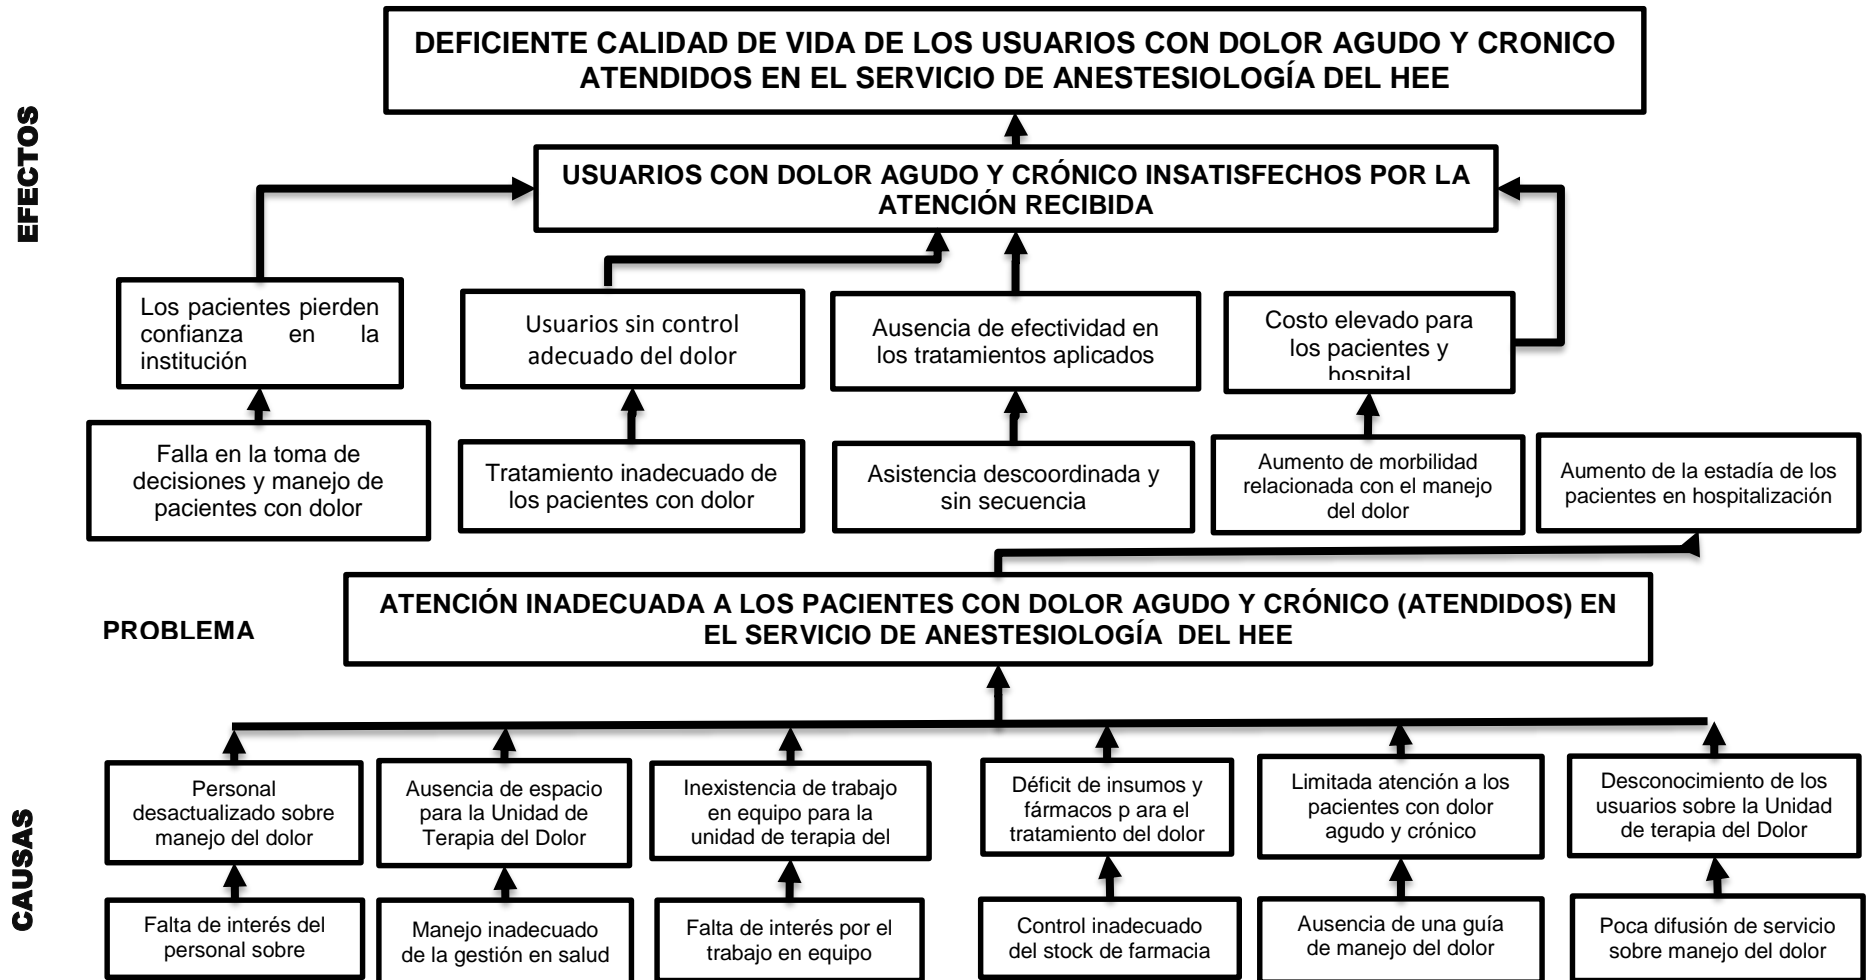 DEFICIENTE CALIDAD DE VIDA DE LOS USUARIOS CON DOLOR AGUDO Y CRONICO
ATENDIDOS EN EL SERVICIO DE ANESTESIOLOGÍA DEL HEE
EFECTOS
USUARIOS CON DOLOR AGUDO Y CRÓNICO INSATISFECHOS POR LA
ATENCIÓN RECIBIDA
Los pacientes pierden
confianza en la
institución
Usuarios sin control
adecuado del dolor
Ausencia de efectividad en
los tratamientos aplicados
Costo elevado para
los pacientes y
hospital
Falla en la toma de
decisiones y manejo de
pacientes con dolor
Tratamiento inadecuado de
los pacientes con dolor
Asistencia descoordinada y
sin secuencia
Aumento de morbilidad
relacionada con el manejo
del dolor
Aumento de la estadía de los
pacientes en hospitalización
PROBLEMA
ATENCIÓN INADECUADA A LOS PACIENTES CON DOLOR AGUDO Y CRÓNICO (ATENDIDOS) EN
EL SERVICIO DE ANESTESIOLOGÍA DEL HEE
CAUSAS
Personal
desactualizado sobre
manejo del dolor
Ausencia de espacio
para la Unidad de
Terapia del Dolor
Inexistencia de trabajo
en equipo para la
unidad de terapia del
Déficit de insumos y
fármacos p ara el
tratamiento del dolor
Limitada atención a los
pacientes con dolor
agudo y crónico
Desconocimiento de los
usuarios sobre la Unidad
de terapia del Dolor
Falta de interés del
personal sobre
Manejo inadecuado
de la gestión en salud
Falta de interés por el
trabajo en equipo
Control inadecuado
del stock de farmacia
Ausencia de una guía
de manejo del dolor
Poca difusión de servicio
sobre manejo del dolor